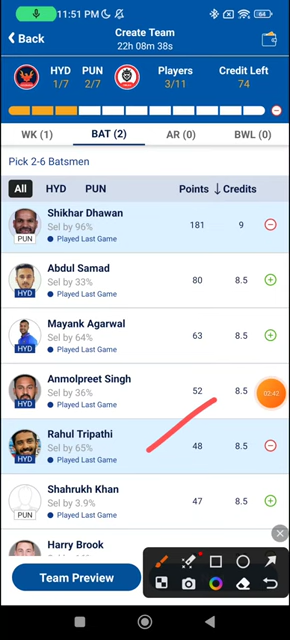 11:51 PM
64
Back
Create Team
22h 08m 38s
HYD PUN Players Credit Left
1/7 2/7 3/11 74
WK (1) BAT (2) AR (0) BWL (0)
Pick 2-6 Batsmen
All HYD PUN Points ↓ Credits
Shikhar Dhawan
Sel by 96% 181 9
PUN Played Last Game
Abdul Samad
Sel by 33% 80 8.5
HYD Played Last Game
Mayank Agarwal
Sel by 64% 63 8.5
HYD Played Last Game
Anmolpreet Singh
Sel by 36% 52 8.5 02:42
HYD Played Last Game
Rahul Tripathi
Sel by 65% 48 8.5
HYD Played Last Game
Shahrukh Khan
Sel by 3.9% 47 8.5
PUN Played Last Game
Harry Brook
Team Preview